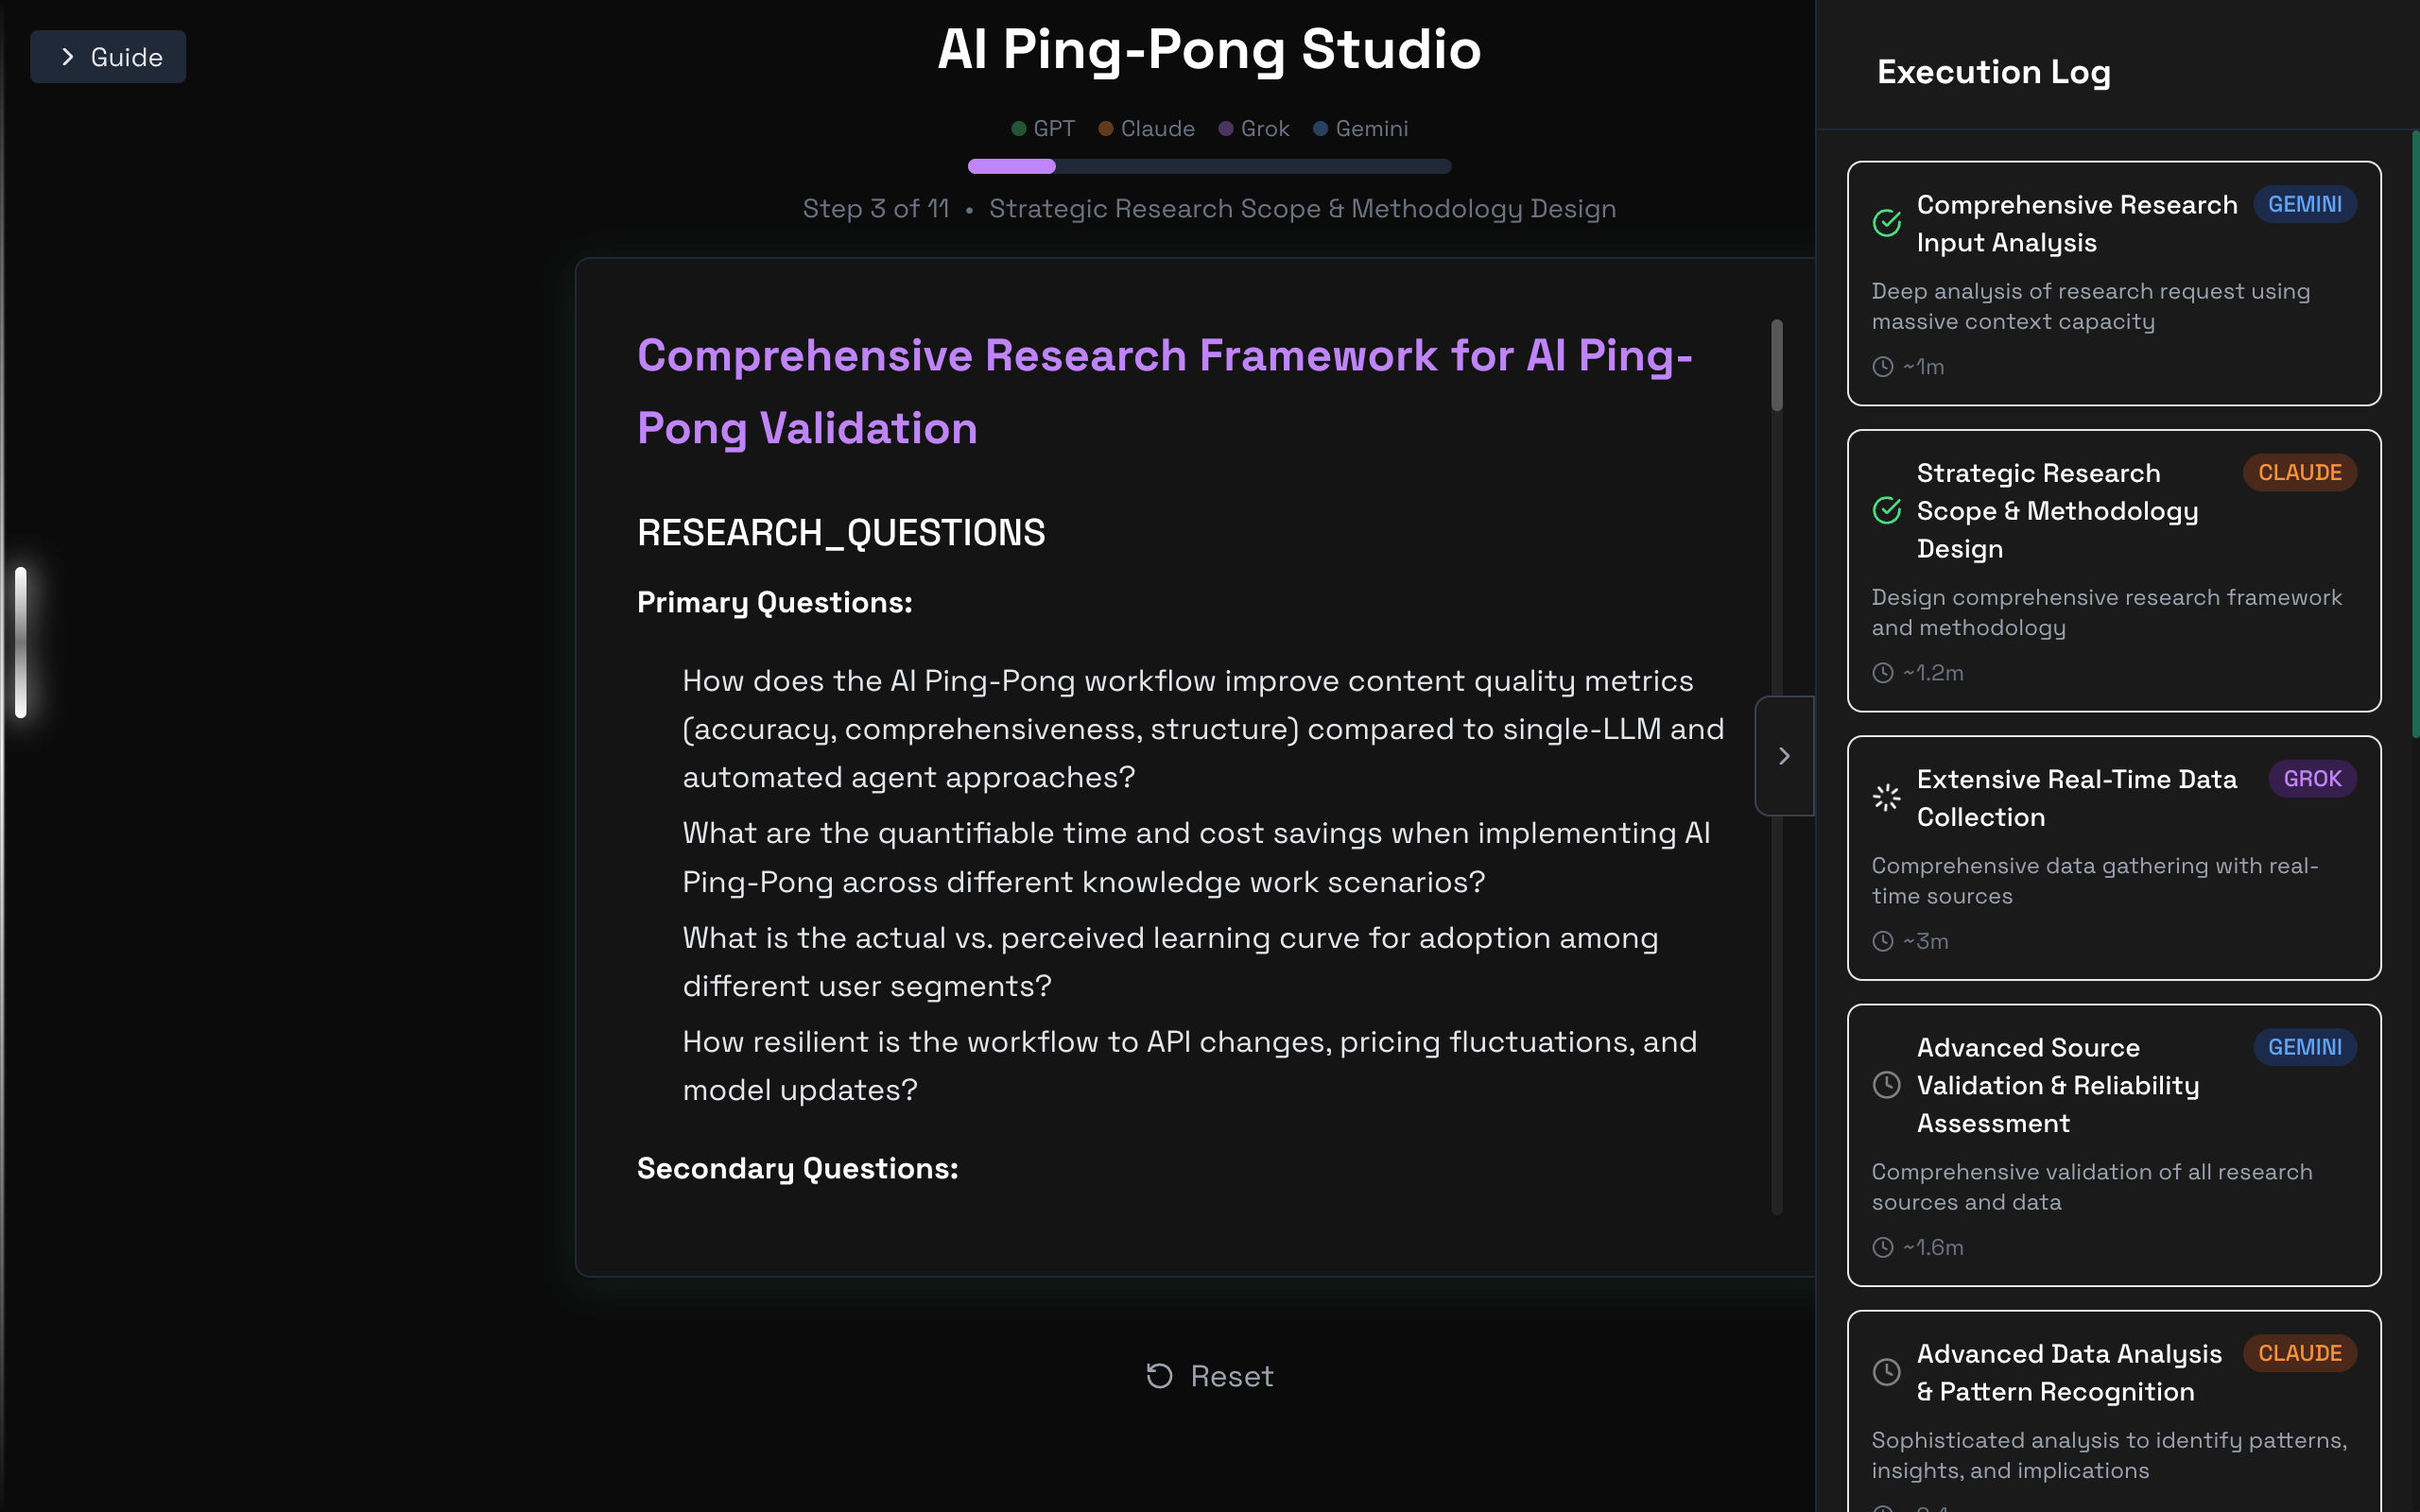 Guide
AI Ping-Pong Studio
GPT
Claude
Grok
Gemini
Step 3 of 11 • Strategic Research Scope & Methodology Design
Comprehensive Research Framework for AI Ping-
Pong Validation
RESEARCH_QUESTIONS
Primary Questions:
How does the AI Ping-Pong workflow improve content quality metrics
(accuracy, comprehensiveness, structure) compared to single-LLM and
automated agent approaches?
What are the quantifiable time and cost savings when implementing AI
Ping-Pong across different knowledge work scenarios?
What is the actual vs. perceived learning curve for adoption among
different user segments?
How resilient is the workflow to API changes, pricing fluctuations, and
model updates?
Secondary Questions:
Reset
Execution Log
Comprehensive Research
Input Analysis
GEMINI
Deep analysis of research request using
massive context capacity
~1m
Strategic Research
Scope & Methodology
Design
CLAUDE
Design comprehensive research framework
and methodology
~1.2m
Extensive Real-Time Data
Collection
GROK
Comprehensive data gathering with real-
time sources
~3m
Advanced Source
Validation & Reliability
Assessment
GEMINI
Comprehensive validation of all research
sources and data
~1.6m
Advanced Data Analysis
& Pattern Recognition
CLAUDE
Sophisticated analysis to identify patterns,
insights, and implications